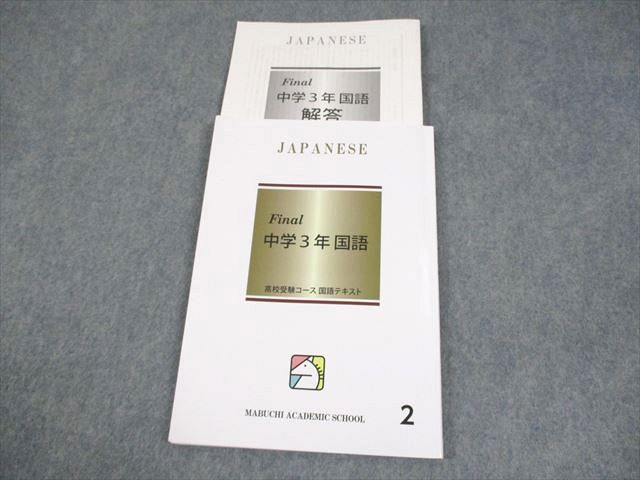 JAPANESE
Final
中学3年 国語
解答
JAPANESE
Final
中学3年 国語
高校受験コース 国語テキスト
MABUCHI ACADEMIC SCHOOL
2